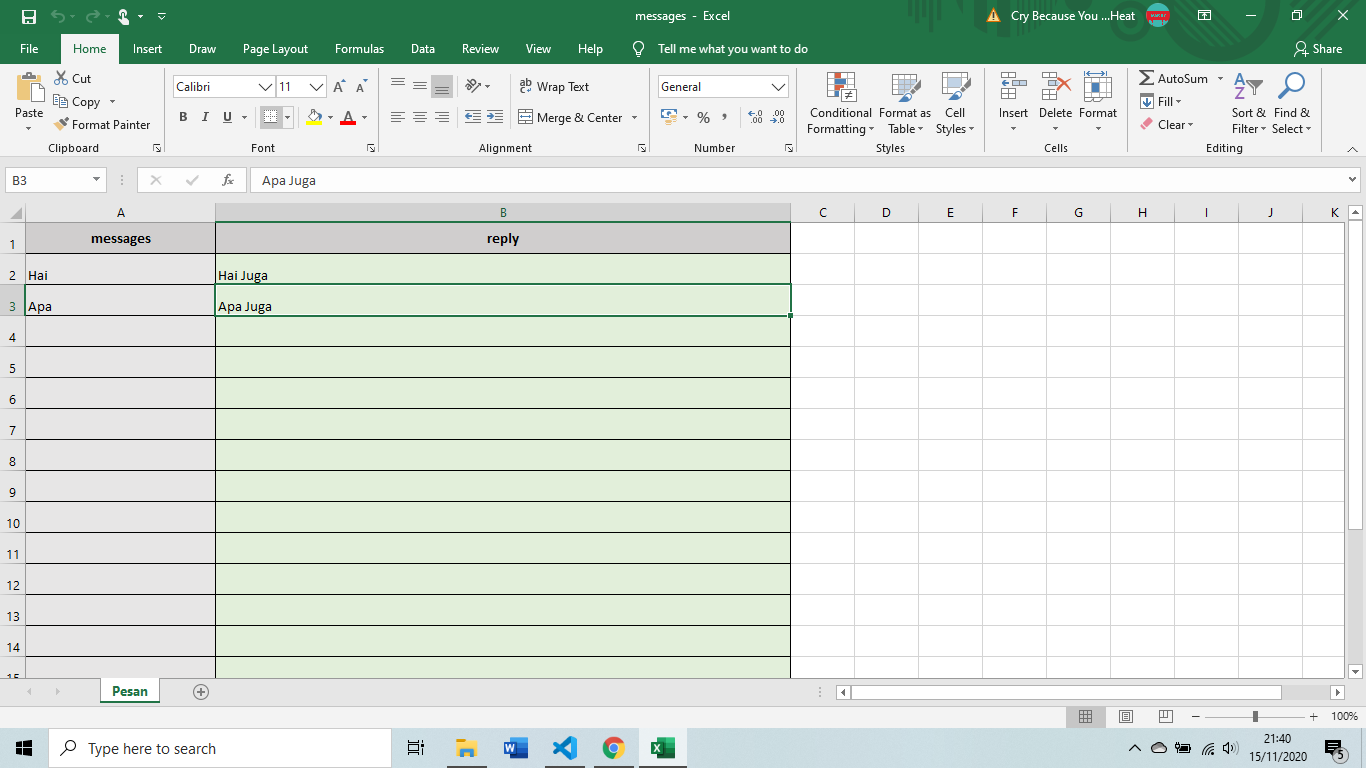 messages - Excel
Cry Because You ...Heat
File Home Insert Draw Page Layout Formulas Data Review View Help Tell me what you want to do Share
Paste
Cut
Copy
Format Painter
Clipboard
Calibri 11
B I U
Font
Wrap Text
Merge & Center
Alignment
General
Number
Conditional Formatting
Format as Table
Cell Styles
Styles
Insert Delete Format
Cells
AutoSum
Fill
Clear
Sort & Filter
Find & Select
Editing
B3 fx Apa Juga
A B C D E F G H I J K
1 messages reply
2 Hai Hai Juga
3 Apa Apa Juga
4
5
6
7
8
9
10
11
12
13
14
15
Pesan
100%
Type here to search
21:40
15/11/2020
5